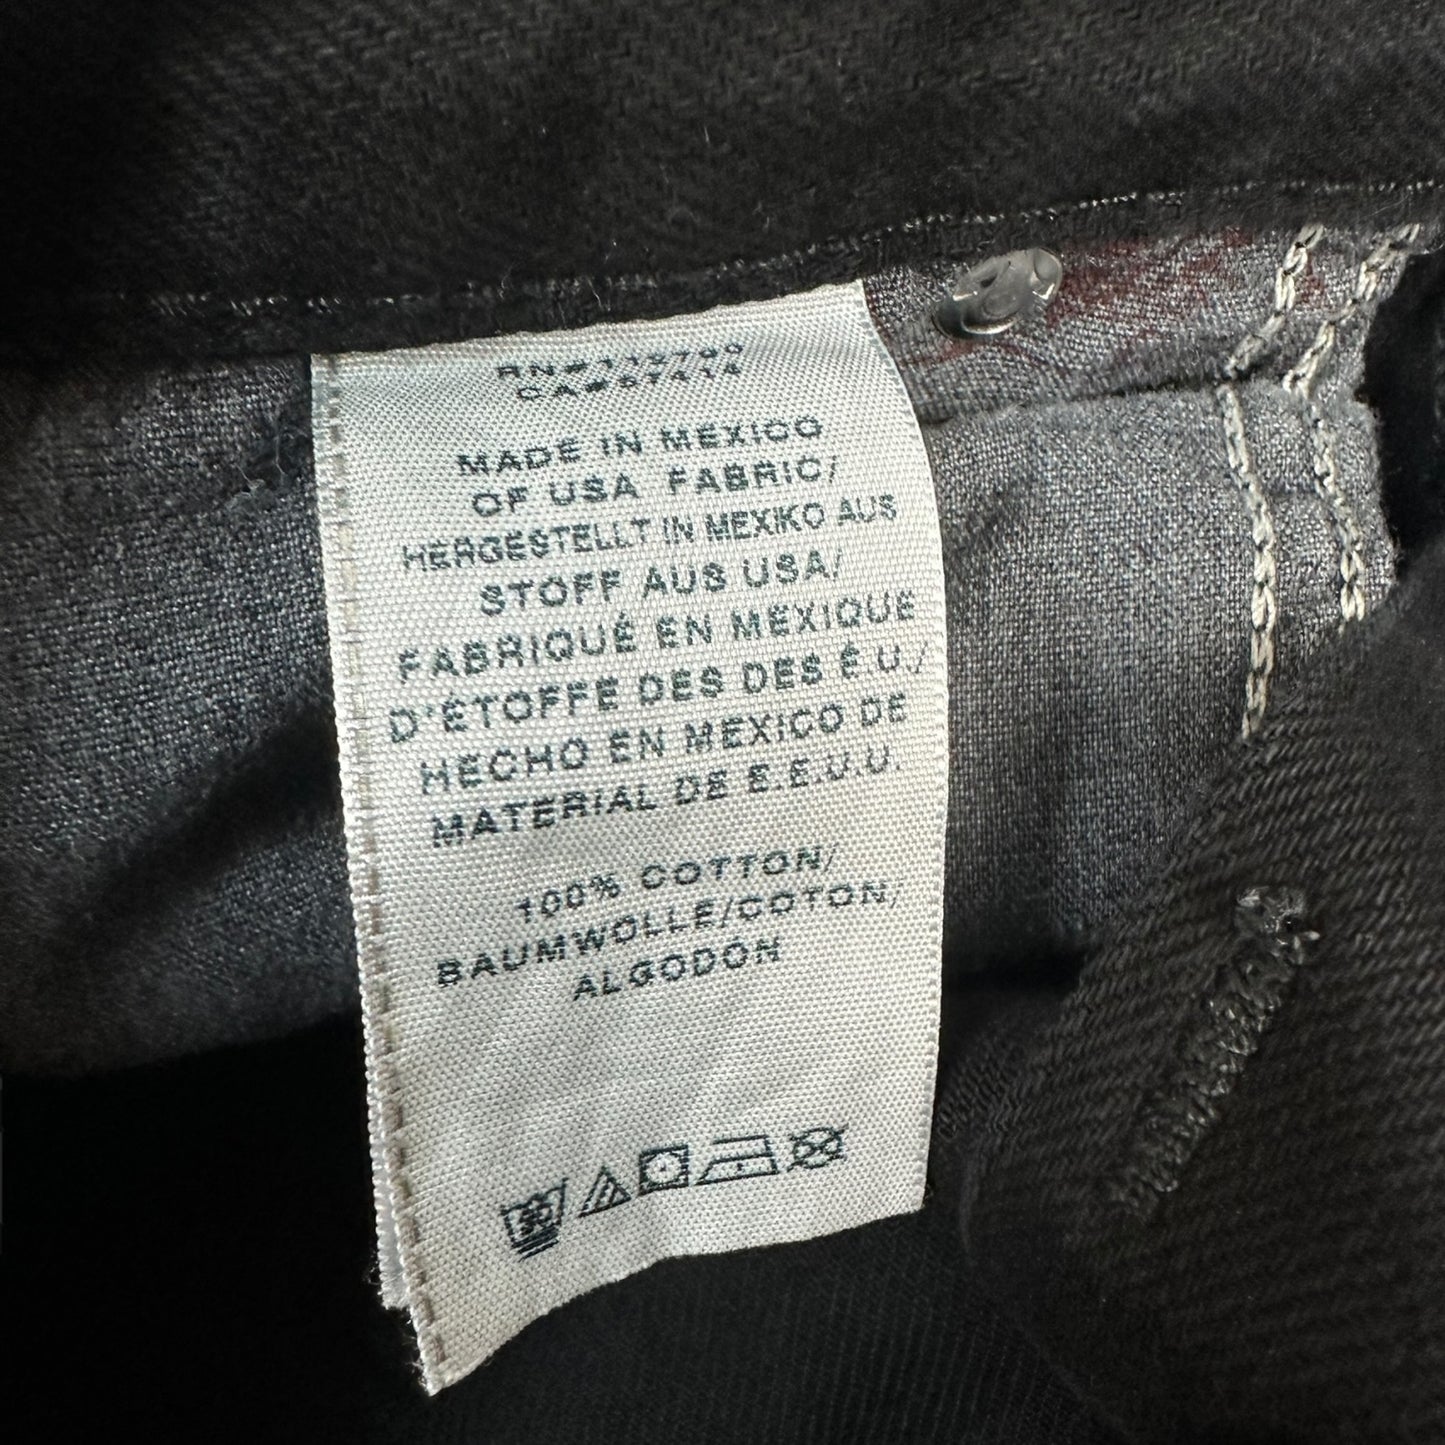 MADE IN MEXICO
OF USA FABRIC/
HERGESTELLT IN MEXIKO AUS
STOFF AUS USA/
FABRIQUÉ EN MEXIQUE
D'ÉTOFFE DES DES É.U./
HECHO EN MEXICO DE
MATERIAL DE E.E.U.U.
100% COTTON/
BAUMWOLLE/COTON/
ALGODON
30